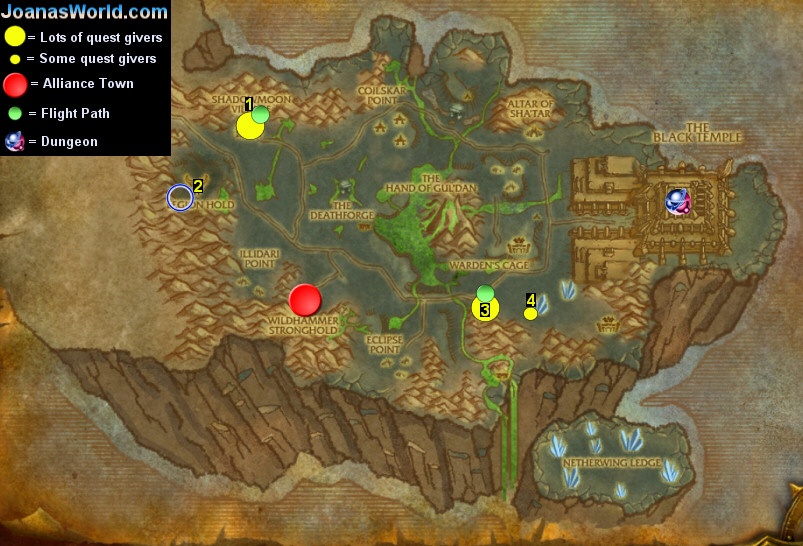 JoanasWorld.com
= Lots of quest givers
= Some quest givers
= Alliance Town
= Flight Path
= Dungeon
COILSKAR
POINT
1
ALTAR OF
SHA'TAR
THE
BLACK TEMPLE
2
THE
HAND OF GUL'DAN
HOLD
THE
DEATHFORGE
ILLIDARI
POINT
WARDEN'S CAGE
4
3
WILDHAMMER
STRONGHOLD
ECLIPSE
POINT
NETHERWING LEDGE